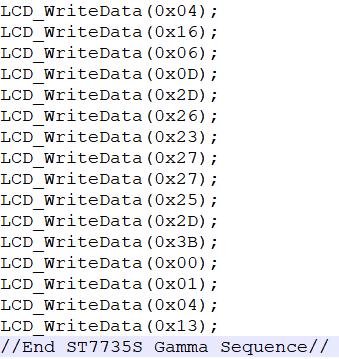 LCD_WriteData(0x04);
LCD_WriteData(0x16);
LCD_WriteData(0x06);
LCD_WriteData(0x0D);
LCD_WriteData(0x2D);
LCD_WriteData(0x26);
LCD_WriteData(0x23);
LCD_WriteData(0x27);
LCD_WriteData(0x27);
LCD_WriteData(0x25);
LCD_WriteData(0x2D);
LCD_WriteData(0x3B);
LCD_WriteData(0x00);
LCD_WriteData(0x01);
LCD_WriteData(0x04);
LCD_WriteData(0x13);
//End ST7735S Gamma Sequence//